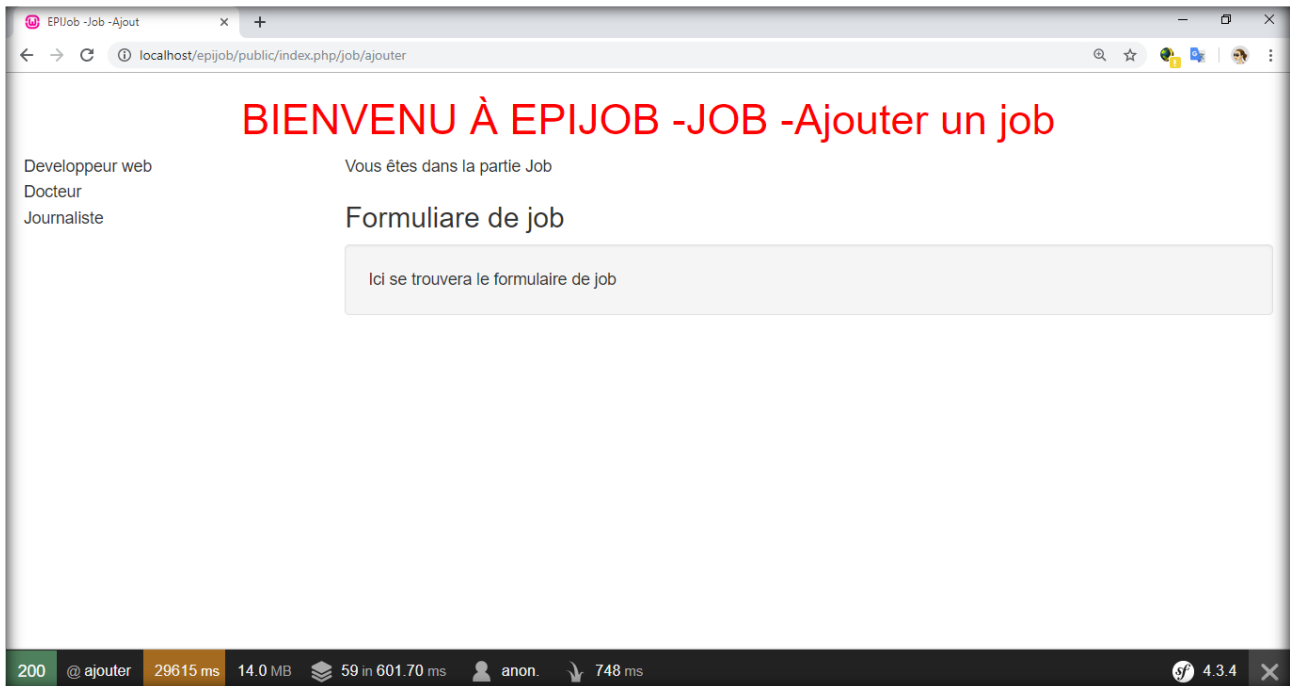 EPIJob -Job -Ajout
localhost/epijob/public/index.php/job/ajouter
BIENVENU À EPIJOB -JOB -Ajouter un job
Developpeur web
Docteur
Journaliste
Vous êtes dans la partie Job
Formuliare de job
Ici se trouvera le formulaire de job
200 @ ajouter 29615 ms 14.0 MB 59 in 601.70 ms anon. 748 ms sf 4.3.4